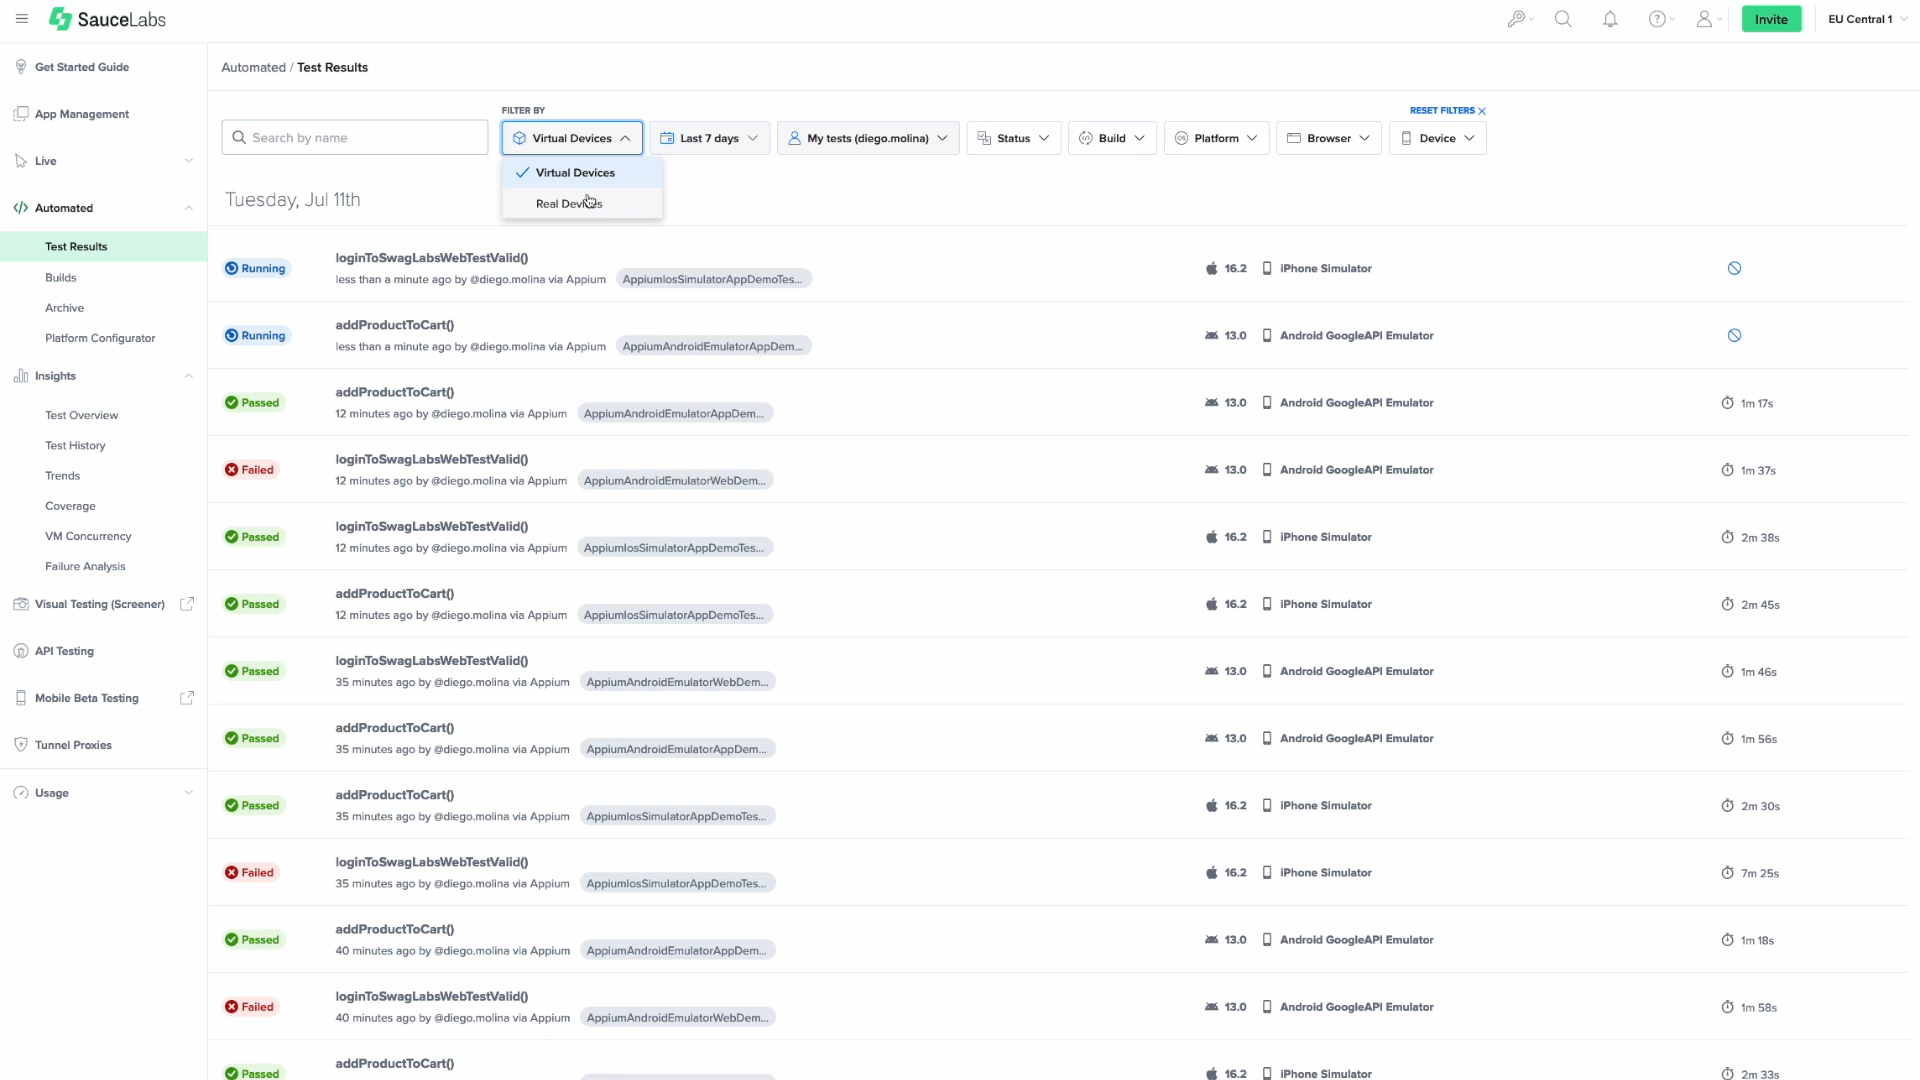 SauceLabs
Invite
EU Central 1
Get Started Guide
App Management
Live
Automated
Test Results
Builds
Archive
Platform Configurator
Insights
Test Overview
Test History
Trends
Coverage
VM Concurrency
Failure Analysis
Visual Testing (Screener)
API Testing
Mobile Beta Testing
Tunnel Proxies
Usage
Automated / Test Results
FILTER BY
RESET FILTERS
Search by name
Virtual Devices
Last 7 days
My tests (diego.molina)
Status
Build
Platform
Browser
Device
Virtual Devices
Real Devices
Tuesday, Jul 11th
Running
loginToSwagLabsWebTestValid()
less than a minute ago by @diego.molina via Appium AppiumIosSimulatorAppDemoTes...
16.2 iPhone Simulator
Running
addProductToCart()
less than a minute ago by @diego.molina via Appium AppiumAndroidEmulatorAppDem...
13.0 Android GoogleAPI Emulator
Passed
addProductToCart()
12 minutes ago by @diego.molina via Appium AppiumAndroidEmulatorAppDem...
13.0 Android GoogleAPI Emulator
1m 17s
Failed
loginToSwagLabsWebTestValid()
12 minutes ago by @diego.molina via Appium AppiumAndroidEmulatorWebDem...
13.0 Android GoogleAPI Emulator
1m 37s
Passed
loginToSwagLabsWebTestValid()
12 minutes ago by @diego.molina via Appium AppiumIosSimulatorAppDemoTes...
16.2 iPhone Simulator
2m 38s
Passed
addProductToCart()
12 minutes ago by @diego.molina via Appium AppiumIosSimulatorAppDemoTes...
16.2 iPhone Simulator
2m 45s
Passed
loginToSwagLabsWebTestValid()
35 minutes ago by @diego.molina via Appium AppiumAndroidEmulatorWebDem...
13.0 Android GoogleAPI Emulator
1m 46s
Passed
addProductToCart()
35 minutes ago by @diego.molina via Appium AppiumAndroidEmulatorAppDem...
13.0 Android GoogleAPI Emulator
1m 56s
Passed
addProductToCart()
35 minutes ago by @diego.molina via Appium AppiumIosSimulatorAppDemoTes...
16.2 iPhone Simulator
2m 30s
Failed
loginToSwagLabsWebTestValid()
35 minutes ago by @diego.molina via Appium AppiumIosSimulatorAppDemoTes...
16.2 iPhone Simulator
7m 25s
Passed
addProductToCart()
40 minutes ago by @diego.molina via Appium AppiumAndroidEmulatorAppDem...
13.0 Android GoogleAPI Emulator
1m 18s
Failed
loginToSwagLabsWebTestValid()
40 minutes ago by @diego.molina via Appium AppiumAndroidEmulatorWebDem...
13.0 Android GoogleAPI Emulator
1m 58s
Passed
addProductToCart()
16.2 iPhone Simulator
2m 33s